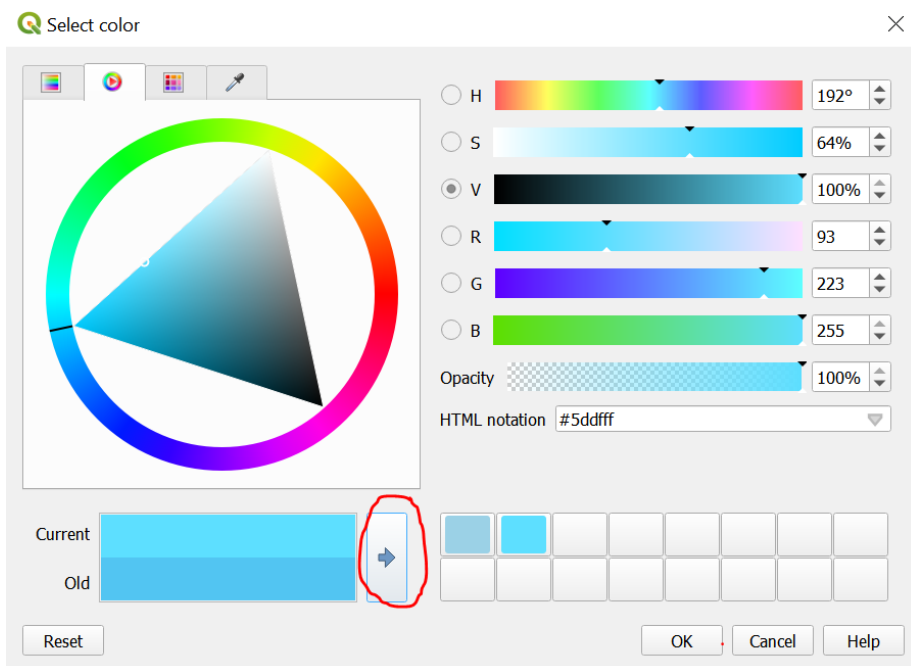 Select color
H 192°
S 64%
V 100%
R 93
G 223
B 255
Opacity 100%
HTML notation #5ddfff
Current
Old
Reset OK Cancel Help